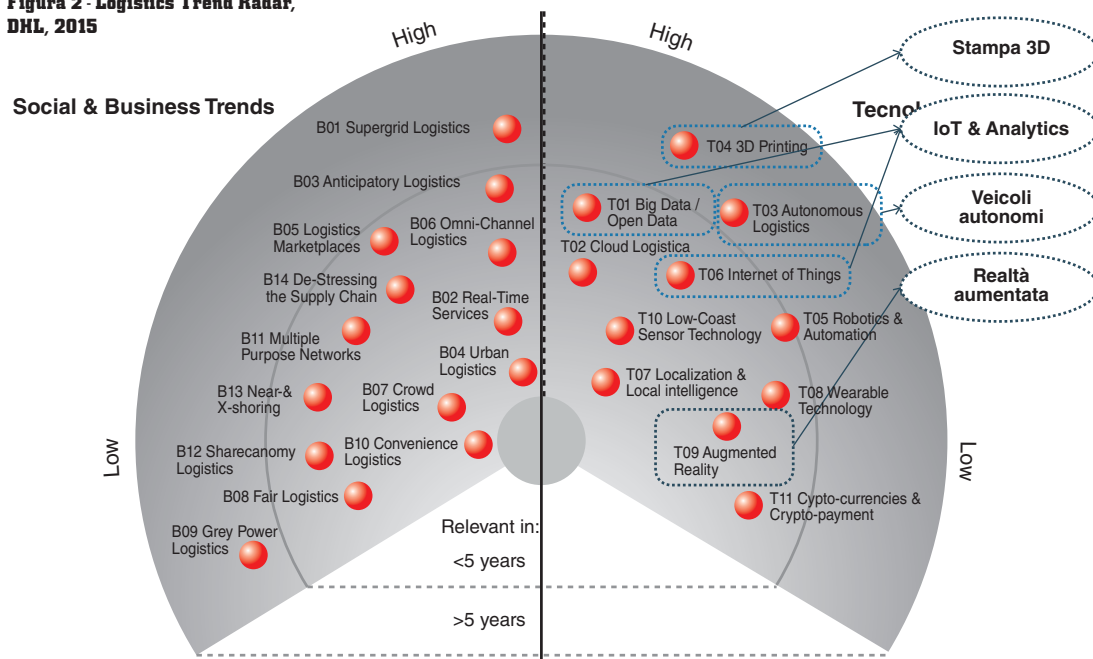 Figura 2 - Logistics Trend Radar,
DHL, 2015
High
High
Social & Business Trends
Tecnol
Stampa 3D
IoT & Analytics
Veicoli
autonomi
Realtà
aumentata
B01 Supergrid Logistics
B03 Anticipatory Logistics
B05 Logistics
Marketplaces
B06 Omni-Channel
Logistics
B14 De-Stressing
the Supply Chain
B02 Real-Time
Services
B11 Multiple
Purpose Networks
B04 Urban
Logistics
B13 Near-&
X-shoring
B07 Crowd
Logistics
B12 Sharecanomy
Logistics
B10 Convenience
Logistics
B08 Fair Logistics
B09 Grey Power
Logistics
T04 3D Printing
T01 Big Data /
Open Data
T03 Autonomous
Logistics
T02 Cloud Logistica
T06 Internet of Things
T10 Low-Coast
Sensor Technology
T05 Robotics &
Automation
T07 Localization &
Local intelligence
T08 Wearable
Technology
T09 Augmented
Reality
T11 Cypto-currencies &
Crypto-payment
Low
Low
Relevant in:
<5 years
>5 years